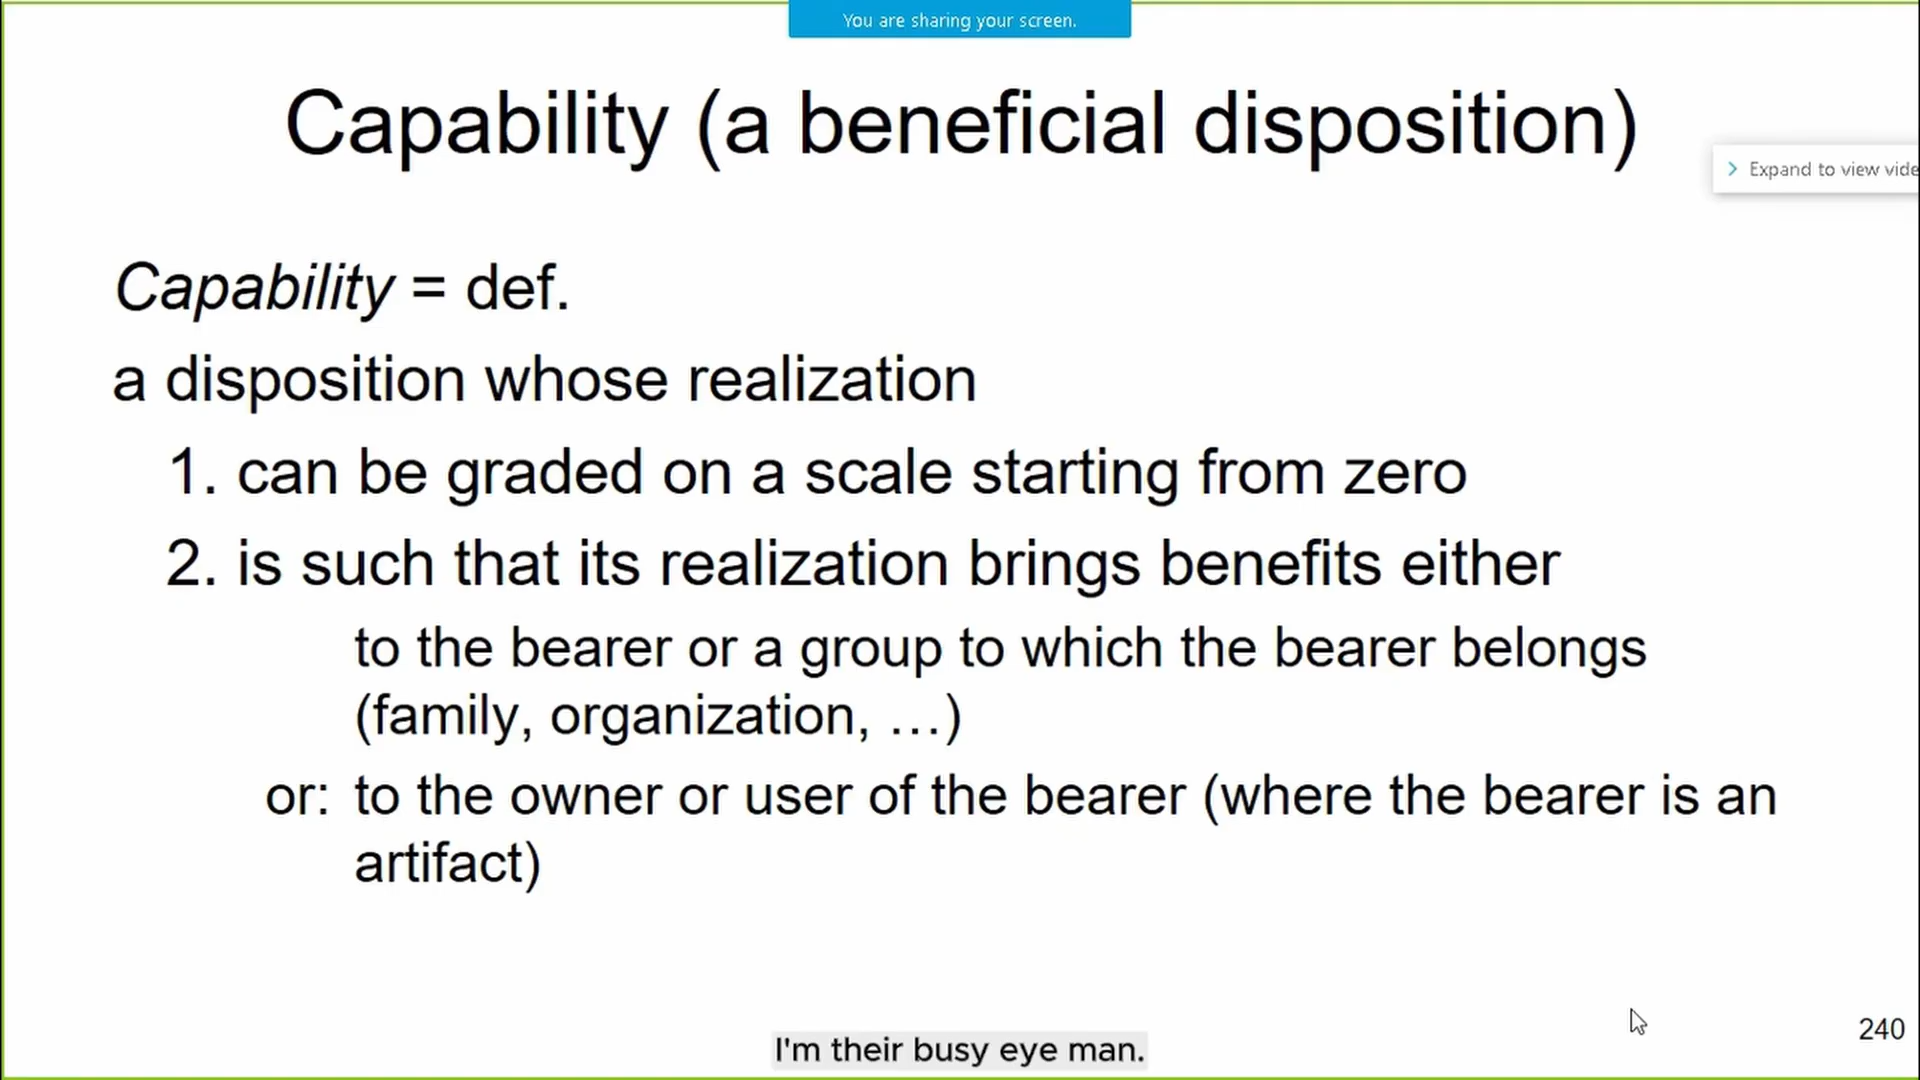 You are sharing your screen.
Capability (a beneficial disposition)
Expand to view vide
Capability = def.
a disposition whose realization
1. can be graded on a scale starting from zero
2. is such that its realization brings benefits either
to the bearer or a group to which the bearer belongs
(family, organization, …)
or: to the owner or user of the bearer (where the bearer is an
artifact)
240
I'm their busy eye man.